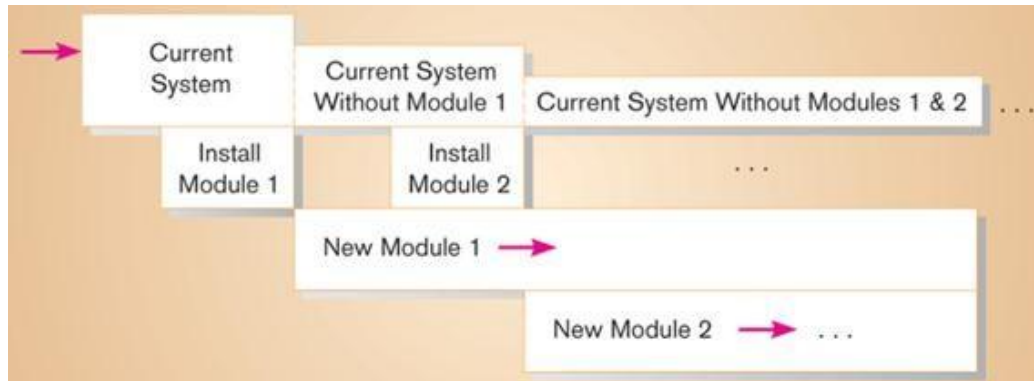 Current
System
Current System
Without Module 1
Current System Without Modules 1 & 2
. . .
Install
Module 1
Install
Module 2
. . .
New Module 1
New Module 2
. . .